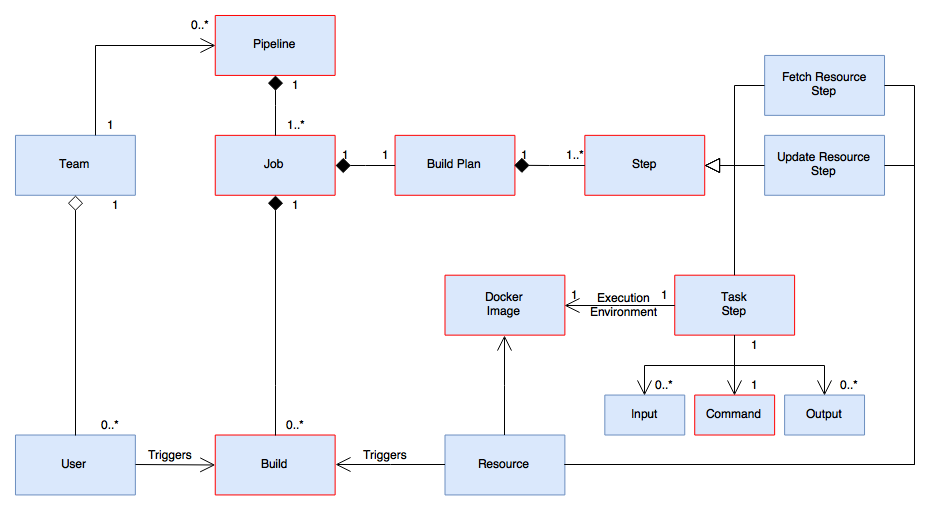 0..*
Pipeline
1
Fetch Resource
Step
1
1..*
Team
Job
1
1
Build Plan
1
1..*
Step
Update Resource
Step
1
1
Docker
Image
1
Execution
Environment
1
Task
Step
1
0..*
1
0..*
Input
Command
Output
0..*
0..*
User
Triggers
Build
Triggers
Resource